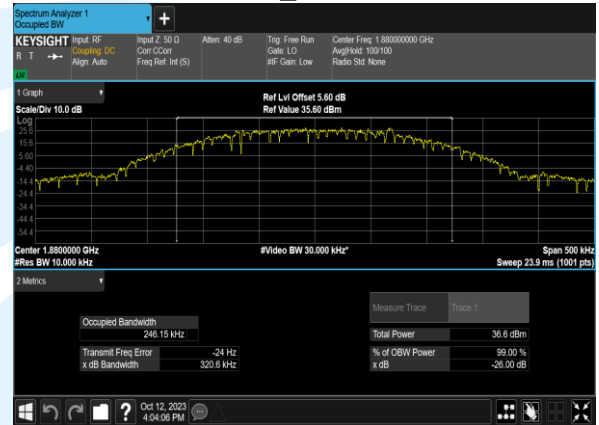 Spectrum Analyzer 1
Occupied BW
+
KEYSIGHT Input: RF Input Z: 50 Ω Atten: 40 dB Trig: Free Run Center Freq: 1.880000000 GHz
R T Coupling: DC Corr CCorr Gate: LO Avg|Hold: 100/100
Align: Auto Freq Ref: Int (S) #IF Gain: Low Radio Std: None
1 Graph
Ref Lvl Offset 5.60 dB
Scale/Div 10.0 dB Ref Value 35.60 dBm
Log
25.6
15.6
5.60
-4.40
-14.4
-24.4
-34.4
-44.4
-54.4
Center 1.8800000 GHz #Video BW 30.000 kHz* Span 500 kHz
#Res BW 10.000 kHz Sweep 23.9 ms (1001 pts)
2 Metrics
Measure Trace Trace 1
Occupied Bandwidth
246.15 kHz Total Power 36.6 dBm
Transmit Freq Error -24 Hz % of OBW Power 99.00 %
x dB Bandwidth 320.6 kHz x dB -26.00 dB
? Oct 12, 2023
4:04:06 PM